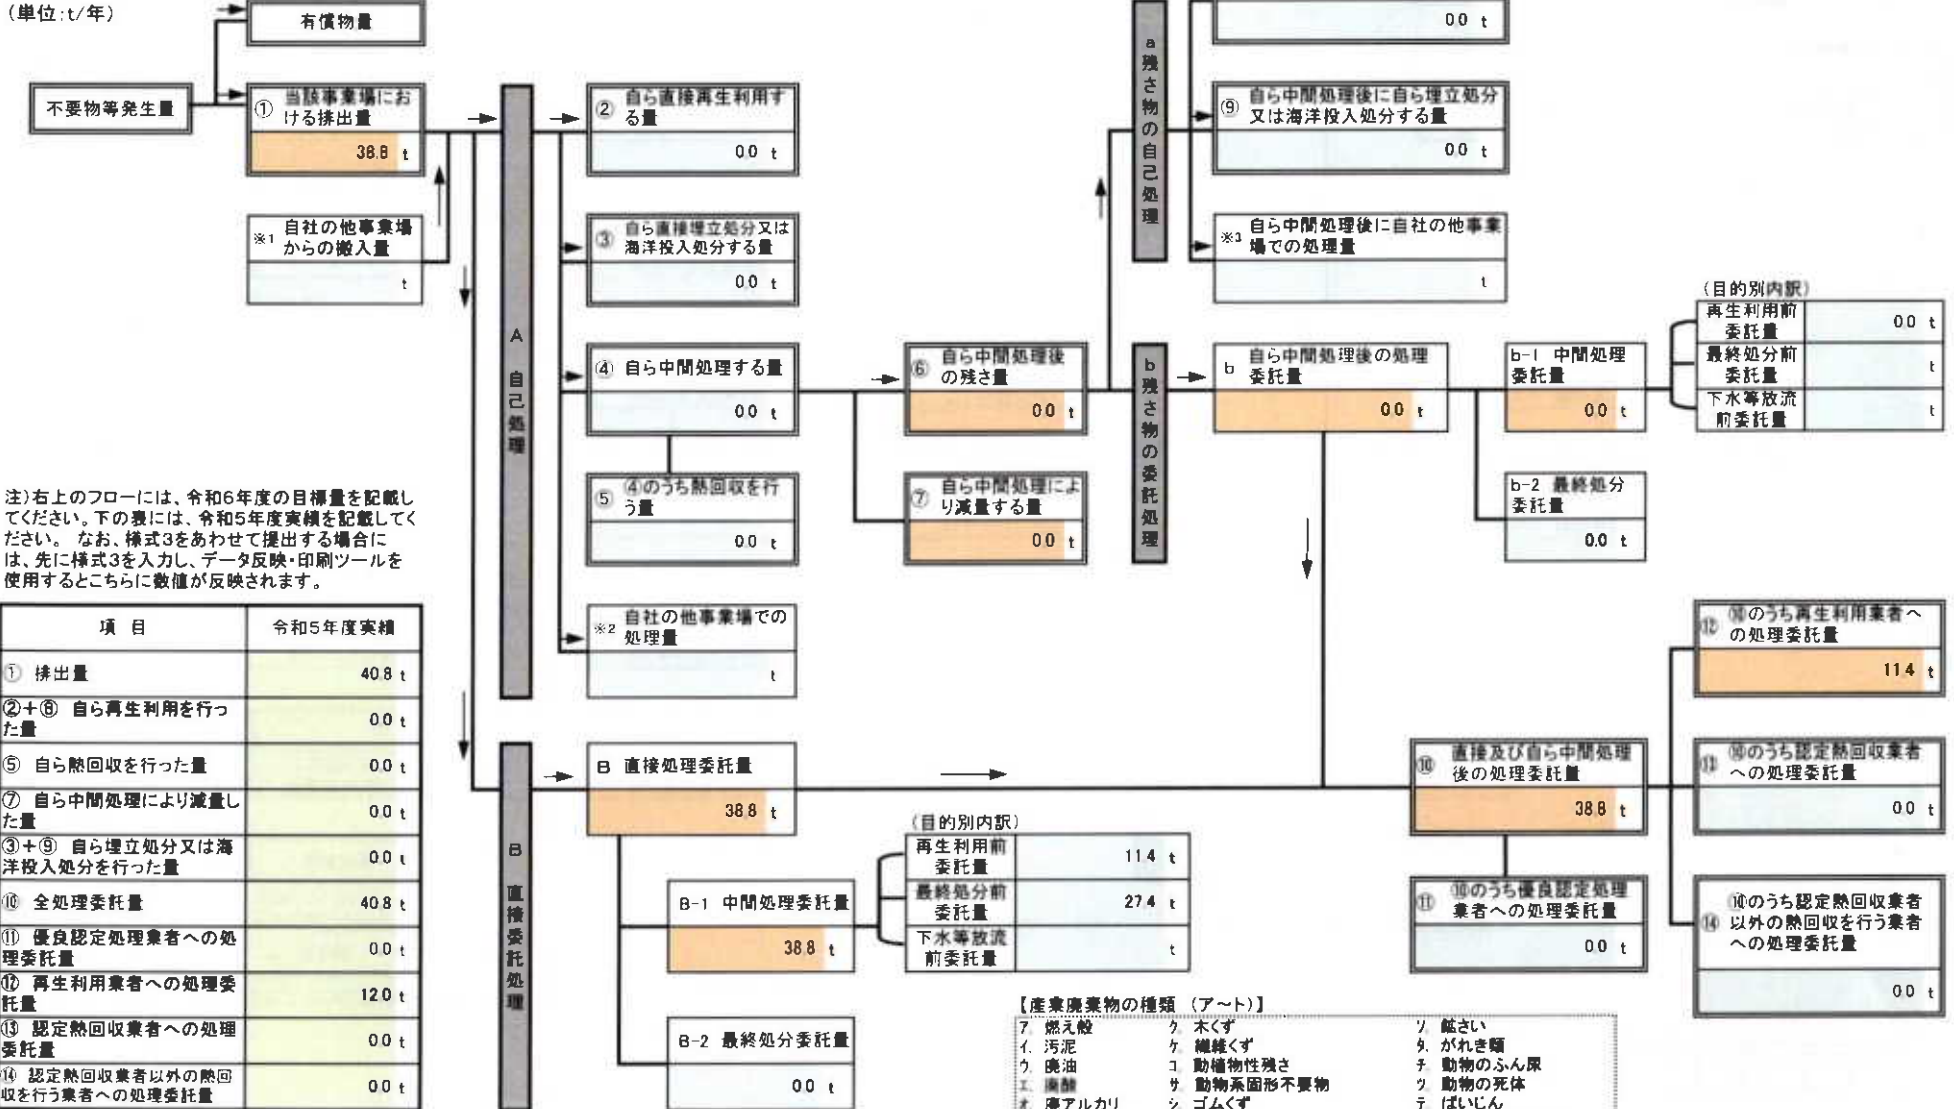 (単位:t/年)
有償物量
不要物等発生量
① 当該事業場にお
ける排出量
38.8 t
※1 自社の他事業場
からの搬入量
t
A 自己処理
② 自ら直接再生利用す
る量
0.0 t
③ 自ら直接埋立処分又は
海洋投入処分する量
0.0 t
④ 自ら中間処理する量
0.0 t
⑤ ④のうち熱回収を行
う量
0.0 t
※2 自社の他事業場での
処理量
t
⑥ 自ら中間処理後
の残さ量
0.0 t
⑦ 自ら中間処理によ
り減量する量
0.0 t
a 残さ物の自己処理
0.0 t
⑨ 自ら中間処理後に自ら埋立処分
又は海洋投入処分する量
0.0 t
※3 自ら中間処理後に自社の他事業
場での処理量
t
b 残さ物の委託処理
b 自ら中間処理後の処理
委託量
0.0 t
b-1 中間処理
委託量
0.0 t
(目的別内訳)
再生利用前
委託量
0.0 t
最終処分前
委託量
t
下水等放流
前委託量
t
b-2 最終処分
委託量
0.0 t
注)右上のフローには、令和6年度の目標量を記載し
てください。下の表には、令和5年度実績を記載してく
ださい。 なお、様式3をあわせて提出する場合に
は、先に様式3を入力し、データ反映・印刷ツールを
使用するとこちらに数値が反映されます。
項 目 令和5年度実績
① 排出量 40.8 t
②+⑧ 自ら再生利用を行っ
た量 0.0 t
⑤ 自ら熱回収を行った量 0.0 t
⑦ 自ら中間処理により減量し
た量 0.0 t
③+⑨ 自ら埋立処分又は海
洋投入処分を行った量 0.0 t
⑩ 全処理委託量 40.8 t
⑪ 優良認定処理業者への処
理委託量 0.0 t
⑫ 再生利用業者への処理委
託量 12.0 t
⑬ 認定熱回収業者への処理
委託量 0.0 t
⑭ 認定熱回収業者以外の熱回
収を行う業者への処理委託量 0.0 t
B 直接委託処理
B 直接処理委託量
38.8 t
B-1 中間処理委託量
38.8 t
(目的別内訳)
再生利用前
委託量
11.4 t
最終処分前
委託量
27.4 t
下水等放流
前委託量
t
B-2 最終処分委託量
0.0 t
⑩ 直接及び自ら中間処理
後の処理委託量
38.8 t
⑪ ⑩のうち優良認定処理
業者への処理委託量
0.0 t
⑫ ⑩のうち再生利用業者へ
の処理委託量
11.4 t
⑬ ⑩のうち認定熱回収業者
への処理委託量
0.0 t
⑭ ⑩のうち認定熱回収業者
以外の熱回収を行う業者
への処理委託量
0.0 t
【産業廃棄物の種類 (ア~ト)】
ア. 燃え殻 ク. 木くず ソ. 鉱さい
イ. 汚泥 ケ. 繊維くず タ. がれき類
ウ. 廃油 コ. 動植物性残さ チ. 動物のふん尿
エ. 廃酸 サ. 動物系固形不要物 ツ. 動物の死体
オ. 廃アルカリ シ. ゴムくず テ. ばいじん